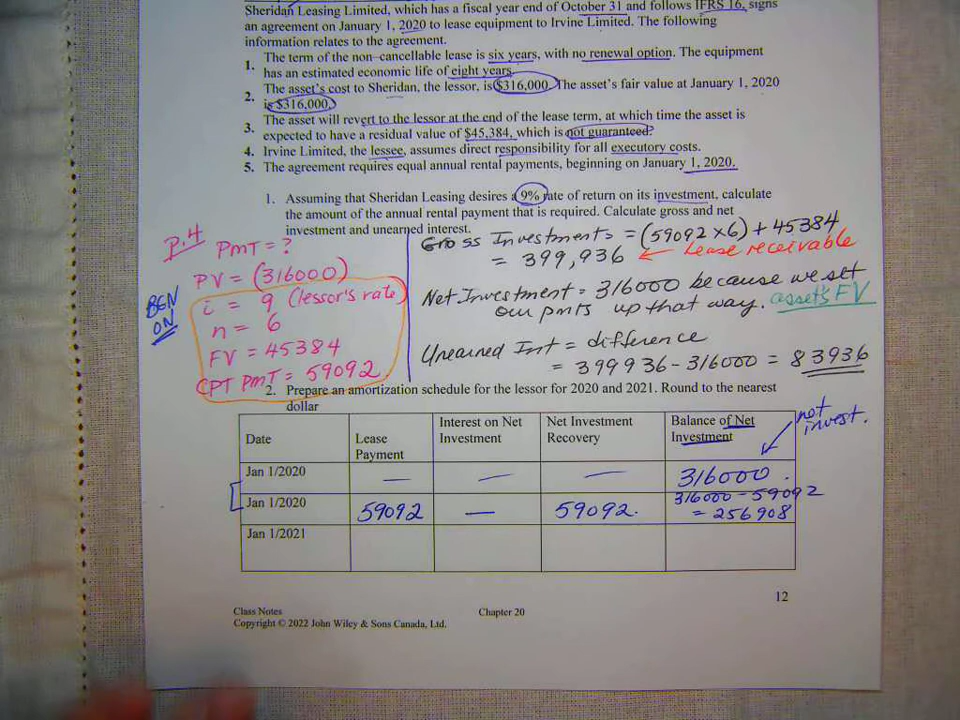 Sheridan Leasing Limited, which has a fiscal year end of October 31 and follows IFRS 16, signs
an agreement on January 1, 2020 to lease equipment to Irvine Limited. The following
information relates to the agreement.
1. The term of the non-cancellable lease is six years, with no renewal option. The equipment
has an estimated economic life of eight years.
2. The asset's cost to Sheridan, the lessor, is $316,000. The asset's fair value at January 1, 2020
is $316,000.
3. The asset will revert to the lessor at the end of the lease term, at which time the asset is
expected to have a residual value of $45,384, which is not guaranteed.
4. Irvine Limited, the lessee, assumes direct responsibility for all executory costs.
5. The agreement requires equal annual rental payments, beginning on January 1, 2020.
1. Assuming that Sheridan Leasing desires a 9% rate of return on its investment, calculate
the amount of the annual rental payment that is required. Calculate gross and net
investment and unearned interest.
P.4
PMT = ?
PV = (316000)
BGN ON
i = 9 (lessor's rate)
n = 6
FV = 45384
CPT PMT = 59092
Gross Investments = (59092 x 6) + 45384
= 399,936 ← Lease receivable
Net Investment = 316000 because we set
our pmts up that way. asset's FV
Unearned Int = difference
= 399936 - 316000 = 83936
2. Prepare an amortization schedule for the lessor for 2020 and 2021. Round to the nearest
dollar
not invest.
Date | Lease Payment | Interest on Net Investment | Net Investment Recovery | Balance of Net Investment
Jan 1/2020 — — — 316000.
Jan 1/2020 59092 — 59092. 316000 - 59092 = 256908
Jan 1/2021
12
Class Notes Chapter 20
Copyright © 2022 John Wiley & Sons Canada, Ltd.